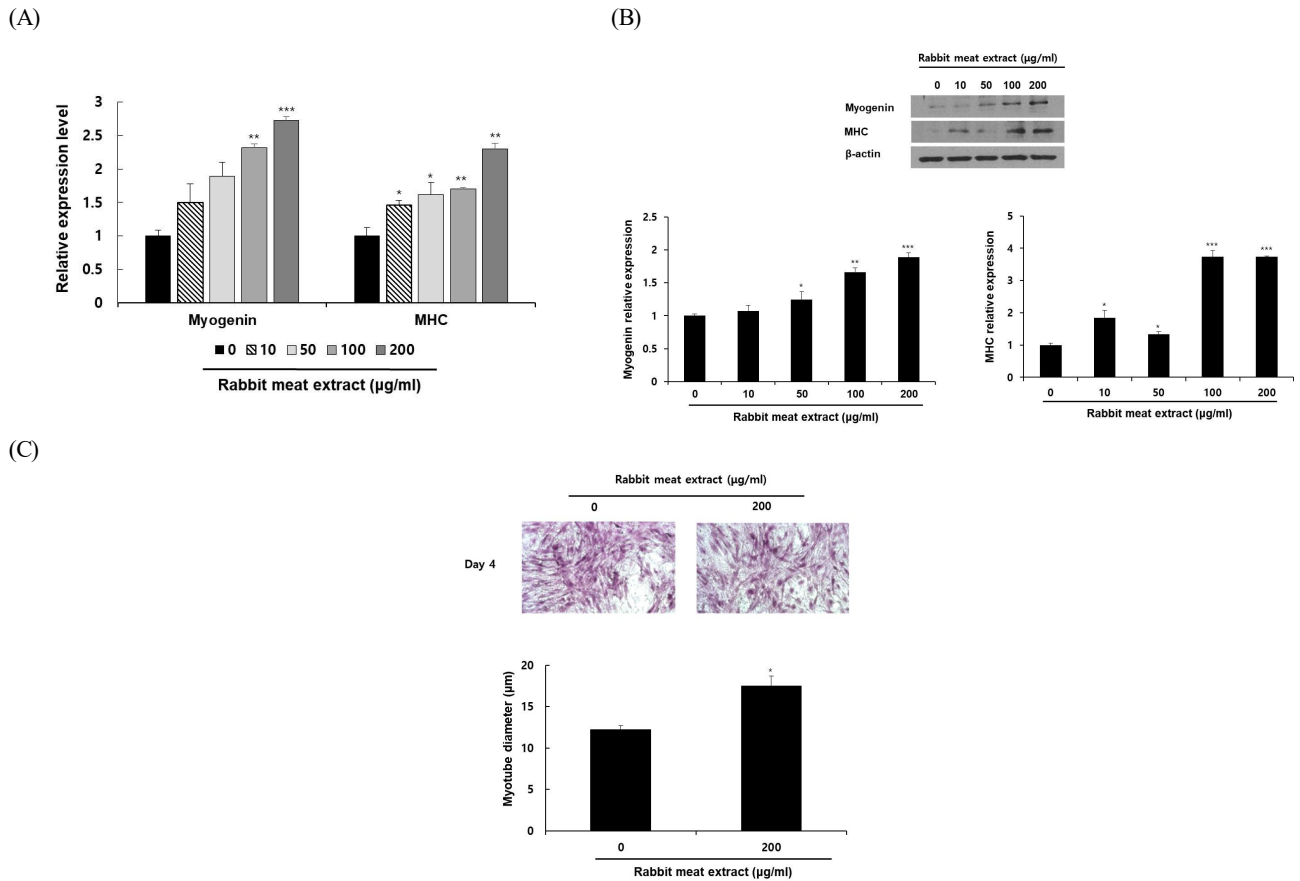 (A)
Relative expression level
3
2.5
2
1.5
1
0.5
0
** ***
* * ** **
Myogenin MHC
0 10 50 100 200
Rabbit meat extract (μg/ml)
(B)
Rabbit meat extract (μg/ml)
0 10 50 100 200
Myogenin
MHC
β-actin
Myogenin relative expression
2.5
2
1.5
1
0.5
0
* ** ***
0 10 50 100 200
Rabbit meat extract (μg/ml)
MHC relative expression
5
4
3
2
1
0
* * *** ***
0 10 50 100 200
Rabbit meat extract (μg/ml)
(C)
Rabbit meat extract (μg/ml)
0 200
Day 4
Myotube diameter (μm)
20
15
10
5
0
*
0 200
Rabbit meat extract (μg/ml)